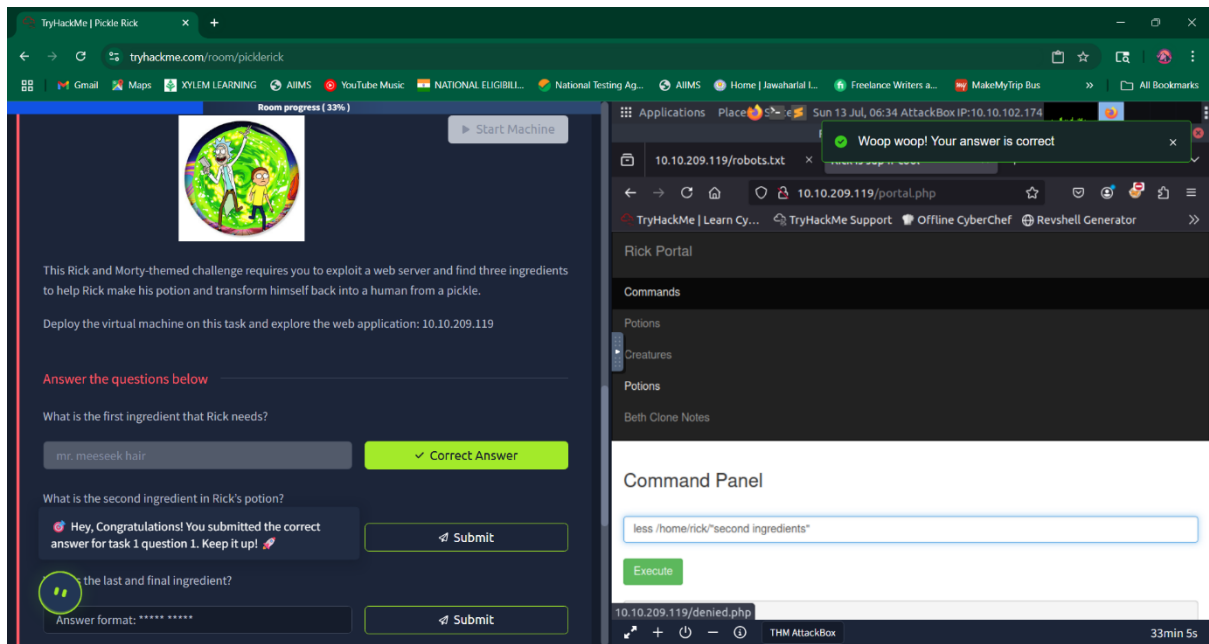 TryHackMe | Pickle Rick
tryhackme.com/room/picklerick
Gmail Maps XYLEM LEARNING AIIMS YouTube Music NATIONAL ELIGIBILI... National Testing Ag... AIIMS Home | Jawaharlal I... Freelance Writers a... MakeMyTrip Bus » All Bookmarks
Room progress ( 33% )
Start Machine
This Rick and Morty-themed challenge requires you to exploit a web server and find three ingredients
to help Rick make his potion and transform himself back into a human from a pickle.
Deploy the virtual machine on this task and explore the web application: 10.10.209.119
Answer the questions below
What is the first ingredient that Rick needs?
mr. meeseek hair
Correct Answer
What is the second ingredient in Rick's potion?
Hey, Congratulations! You submitted the correct
answer for task 1 question 1. Keep it up!
Submit
the last and final ingredient?
Answer format: ***** *****
Submit
Applications Place Sun 13 Jul, 06:34 AttackBox IP:10.10.102.174
Woop woop! Your answer is correct
10.10.209.119/robots.txt
10.10.209.119/portal.php
TryHackMe | Learn Cy... TryHackMe Support Offline CyberChef Revshell Generator
Rick Portal
Commands
Potions
Creatures
Potions
Beth Clone Notes
Command Panel
less /home/rick/"second ingredients"
Execute
10.10.209.119/denied.php
THM AttackBox
33min 5s